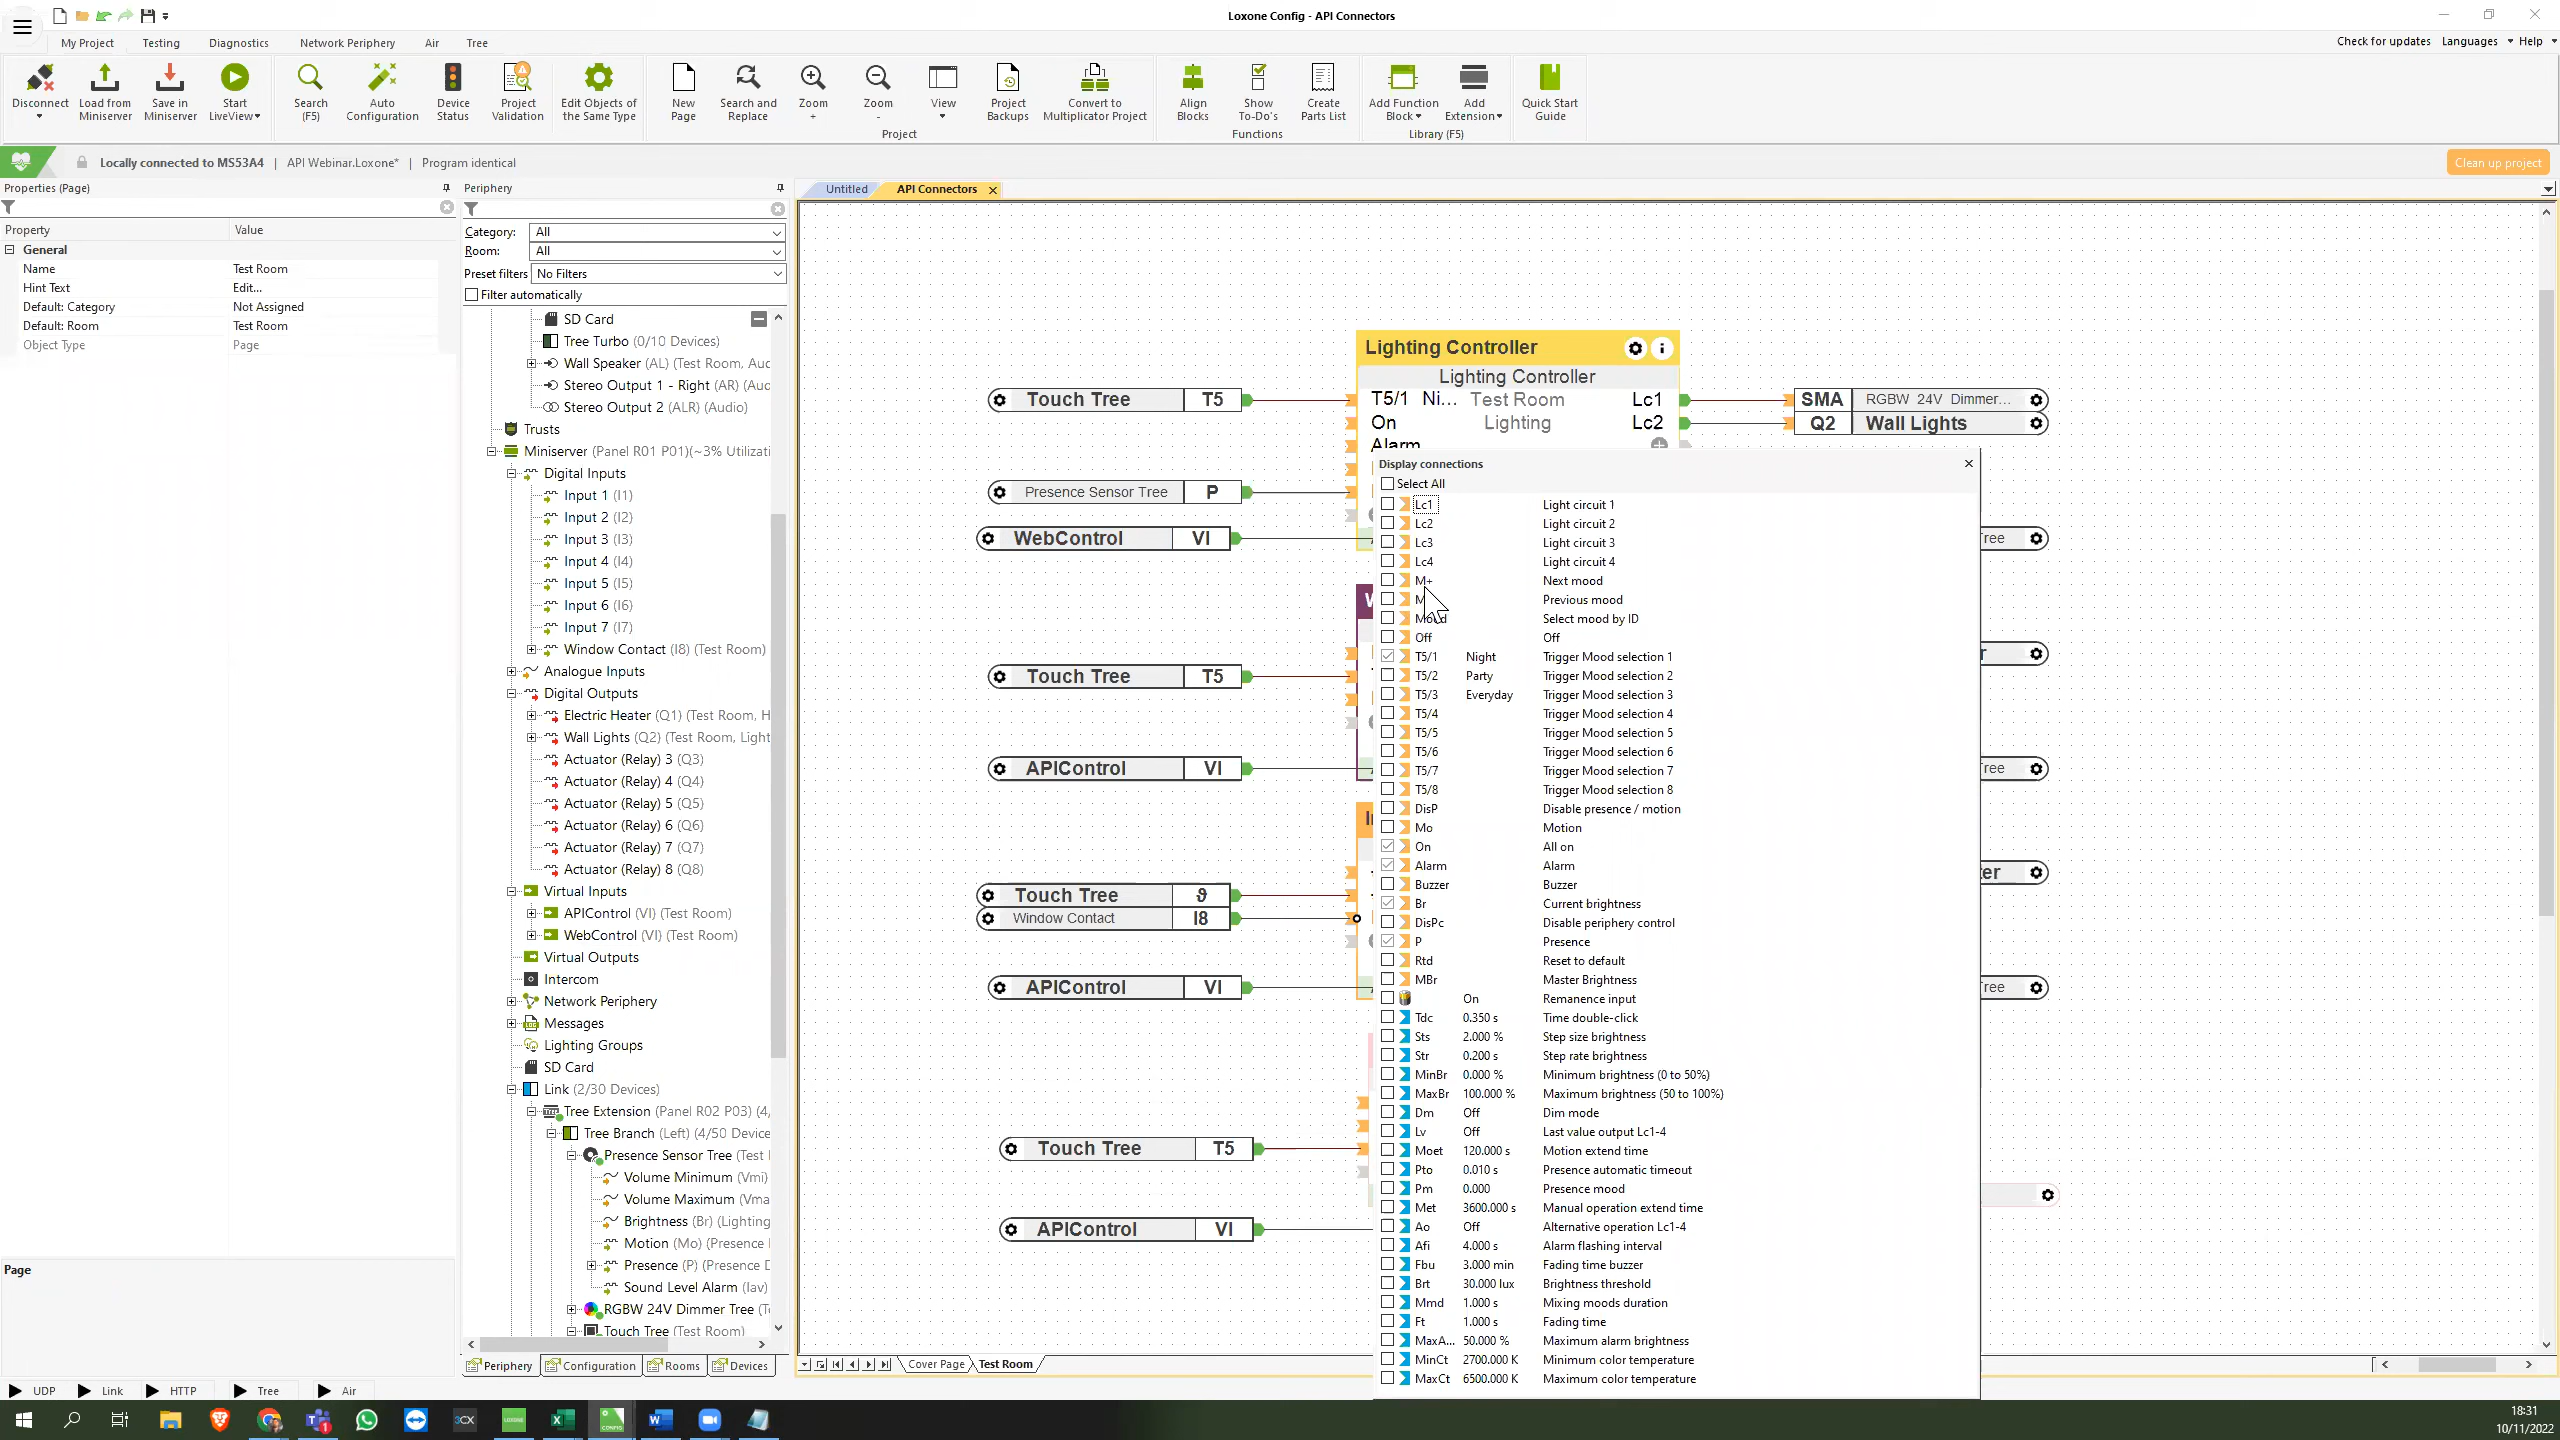 Loxone Config - API Connectors
My Project
Testing
Diagnostics
Network Periphery
Air
Tree
Check for updates
Languages
Help
Disconnect
Load from
Miniserver
Save in
Miniserver
Start
LiveView
Search
(F5)
Auto
Configuration
Device
Status
Project
Validation
Edit Objects of
the Same Type
New
Page
Search and
Replace
Zoom
+
Zoom
-
View
Project
Backups
Convert to
Multiplicator Project
Align
Blocks
Show
To-Do's
Create
Parts List
Add Function
Block
Add
Extension
Quick Start
Guide
Project
Functions
Library (F5)
Locally connected to MS53A4 | API Webinar.Loxone* | Program identical
Clean up project
Properties (Page)
Property Value
General
Name Test Room
Hint Text Edit...
Default: Category Not Assigned
Default: Room Test Room
Object Type Page
Page
Periphery
Category: All
Room: All
Preset filters No Filters
Filter automatically
SD Card
Tree Turbo (0/10 Devices)
Wall Speaker (AL) (Test Room, Aud
Stereo Output 1 - Right (AR) (Aud
Stereo Output 2 (ALR) (Audio)
Trusts
Miniserver (Panel R01 P01)(~3% Utilizati
Digital Inputs
Input 1 (I1)
Input 2 (I2)
Input 3 (I3)
Input 4 (I4)
Input 5 (I5)
Input 6 (I6)
Input 7 (I7)
Window Contact (I8) (Test Room)
Analogue Inputs
Digital Outputs
Electric Heater (Q1) (Test Room, H
Wall Lights (Q2) (Test Room, Light
Actuator (Relay) 3 (Q3)
Actuator (Relay) 4 (Q4)
Actuator (Relay) 5 (Q5)
Actuator (Relay) 6 (Q6)
Actuator (Relay) 7 (Q7)
Actuator (Relay) 8 (Q8)
Virtual Inputs
APIControl (VI) (Test Room)
WebControl (VI) (Test Room)
Virtual Outputs
Intercom
Network Periphery
Messages
Lighting Groups
SD Card
Link (2/30 Devices)
Tree Extension (Panel R02 P03) (4/
Tree Branch (Left) (4/50 Device
Presence Sensor Tree (Test
Volume Minimum (Vmi)
Volume Maximum (Vma
Brightness (Br) (Lighting
Motion (Mo) (Presence
Presence (P) (Presence D
Sound Level Alarm (Iav)
RGBW 24V Dimmer Tree (T
Touch Tree (Test Room)
Periphery
Configuration
Rooms
Devices
Untitled
API Connectors
Lighting Controller
Lighting Controller
T5/1 Ni... Test Room Lc1
On Lighting Lc2
Alarm
Touch Tree T5
Presence Sensor Tree P
WebControl VI
SMA RGBW 24V Dimmer...
Q2 Wall Lights
Touch Tree T5
APIControl VI
Touch Tree ϑ
Window Contact I8
APIControl VI
Touch Tree T5
APIControl VI
ree
r
ree
er
ree
Display connections
Select All
Lc1 Light circuit 1
Lc2 Light circuit 2
Lc3 Light circuit 3
Lc4 Light circuit 4
M+ Next mood
M Previous mood
Mood Select mood by ID
Off Off
T5/1 Night Trigger Mood selection 1
T5/2 Party Trigger Mood selection 2
T5/3 Everyday Trigger Mood selection 3
T5/4 Trigger Mood selection 4
T5/5 Trigger Mood selection 5
T5/6 Trigger Mood selection 6
T5/7 Trigger Mood selection 7
T5/8 Trigger Mood selection 8
DisP Disable presence / motion
Mo Motion
On All on
Alarm Alarm
Buzzer Buzzer
Br Current brightness
DisPc Disable periphery control
P Presence
Rtd Reset to default
MBr Master Brightness
On Remanence input
Tdc 0.350 s Time double-click
Sts 2.000 % Step size brightness
Str 0.200 s Step rate brightness
MinBr 0.000 % Minimum brightness (0 to 50%)
MaxBr 100.000 % Maximum brightness (50 to 100%)
Dm Off Dim mode
Lv Off Last value output Lc1-4
Moet 120.000 s Motion extend time
Pto 0.010 s Presence automatic timeout
Pm 0.000 Presence mood
Met 3600.000 s Manual operation extend time
Ao Off Alternative operation Lc1-4
Afi 4.000 s Alarm flashing interval
Fbu 3.000 min Fading time buzzer
Brt 30.000 lux Brightness threshold
Mmd 1.000 s Mixing moods duration
Ft 1.000 s Fading time
MaxA... 50.000 % Maximum alarm brightness
MinCt 2700.000 K Minimum color temperature
MaxCt 6500.000 K Maximum color temperature
Cover Page
Test Room
UDP
Link
HTTP
Tree
Air
3CX
LOXONE
CONFIG
18:31
10/11/2022